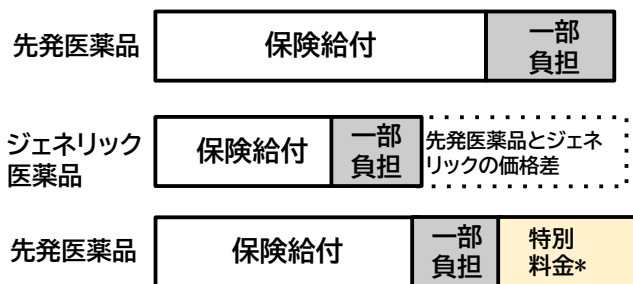 先発医薬品
保険給付
一部
負担
ジェネリック
医薬品
保険給付
一部
負担
先発医薬品とジェネ
リックの価格差
先発医薬品
保険給付
一部
負担
特別
料金*